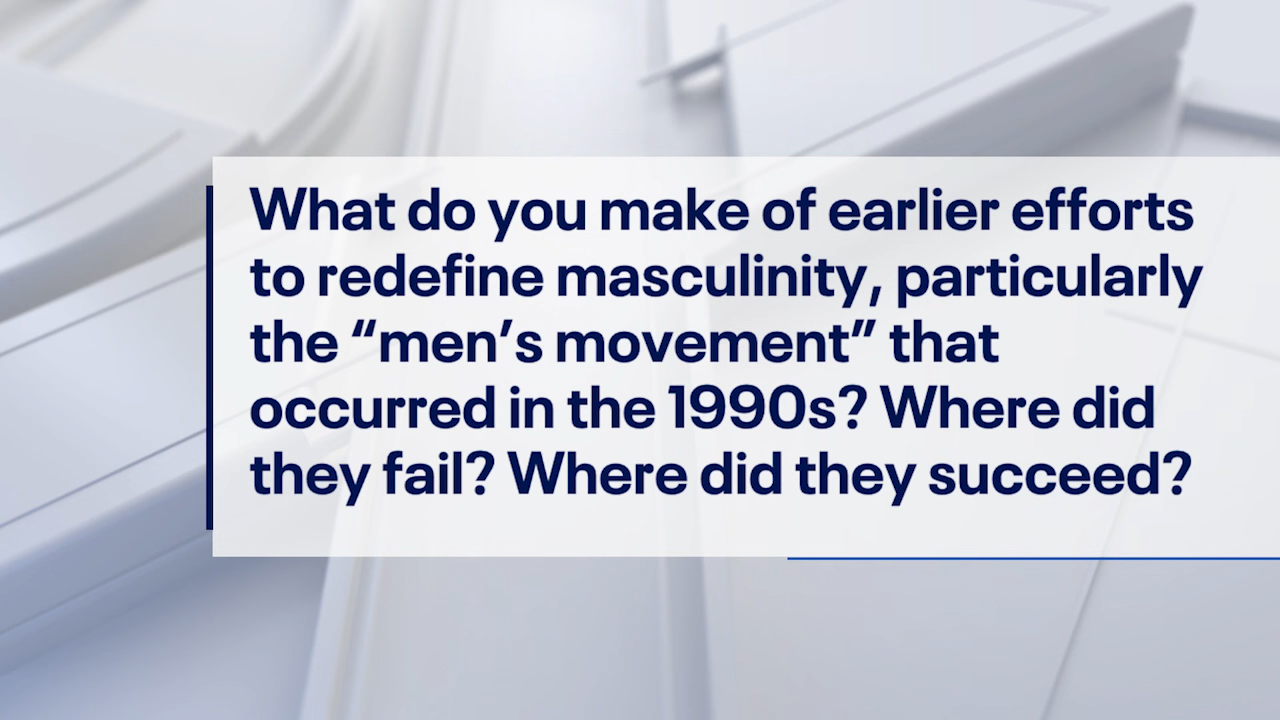 What do you make of earlier efforts
to redefine masculinity, particularly
the “men’s movement” that
occurred in the 1990s? Where did
they fail? Where did they succeed?